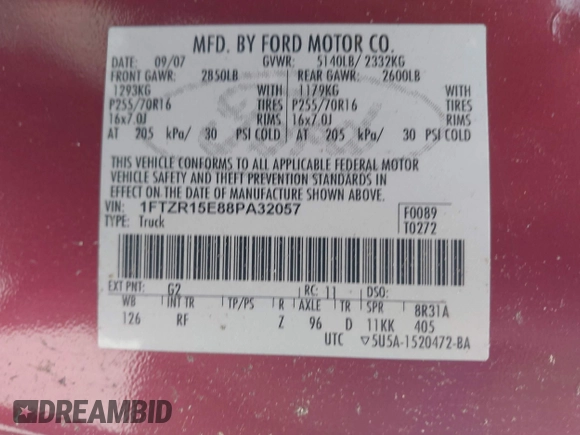 MFD. BY FORD MOTOR CO.
DATE: 09/07 GVWR: 5140LB/ 2332KG
FRONT GAWR: 2850LB REAR GAWR: 2600LB
1293KG WITH 1179KG WITH
P255/70R16 TIRES P255/70R16 TIRES
16x7.0J RIMS 16x7.0J RIMS
AT 205 kPa/ 30 PSI COLD AT 205 kPa/ 30 PSI COLD
THIS VEHICLE CONFORMS TO ALL APPLICABLE FEDERAL MOTOR
VEHICLE SAFETY AND THEFT PREVENTION STANDARDS IN
EFFECT ON THE DATE OF MANUFACTURE SHOWN ABOVE.
VIN: 1FTZR15E88PA32057 F0089
TYPE: Truck T0272
EXT PNT: G2 RC: 11 DSO:
WB INT TR TP/PS R AXLE TR SPR 8R31A
126 RF Z 96 D 11KK 405
UTC ▽5U5A-1520472-BA
DREAMBID